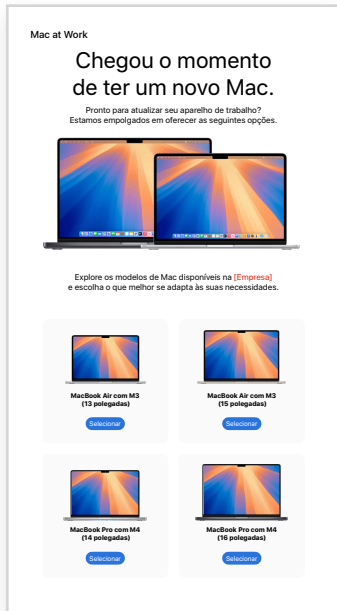 Mac at Work
Chegou o momento
de ter um novo Mac.
Pronto para atualizar seu aparelho de trabalho?
Estamos empolgados em oferecer as seguintes opções.
Explore os modelos de Mac disponíveis na [Empresa]
e escolha o que melhor se adapta às suas necessidades.
MacBook Air com M3
(13 polegadas)
Selecionar
MacBook Air com M3
(15 polegadas)
Selecionar
MacBook Pro com M4
(14 polegadas)
Selecionar
MacBook Pro com M4
(16 polegadas)
Selecionar